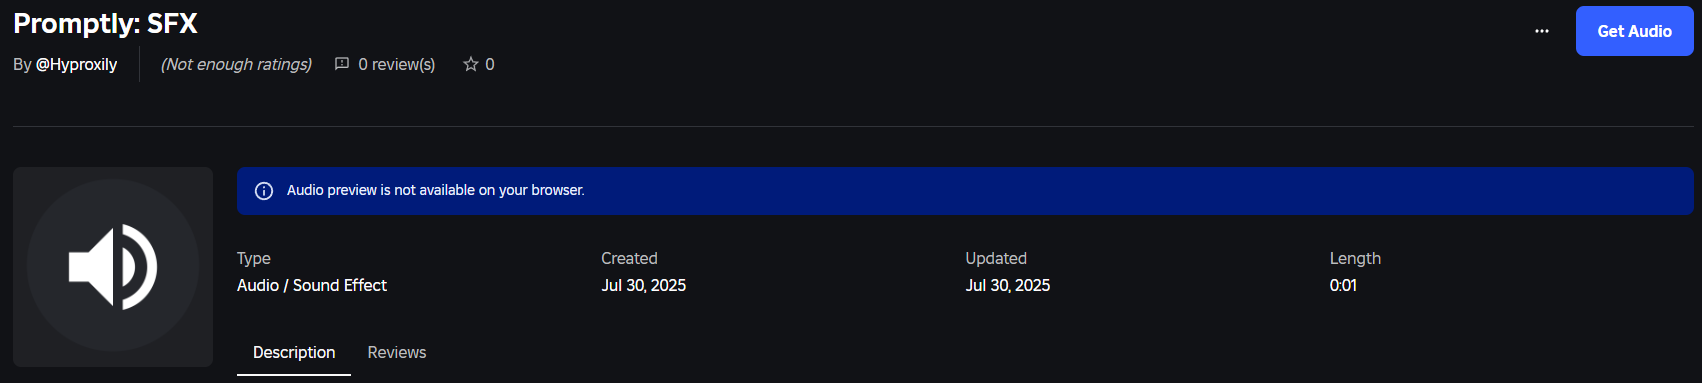 Promptly: SFX
Get Audio
By @Hyproxily (Not enough ratings) 0 review(s) 0
Audio preview is not available on your browser.
Type Created Updated Length
Audio / Sound Effect Jul 30, 2025 Jul 30, 2025 0:01
Description Reviews